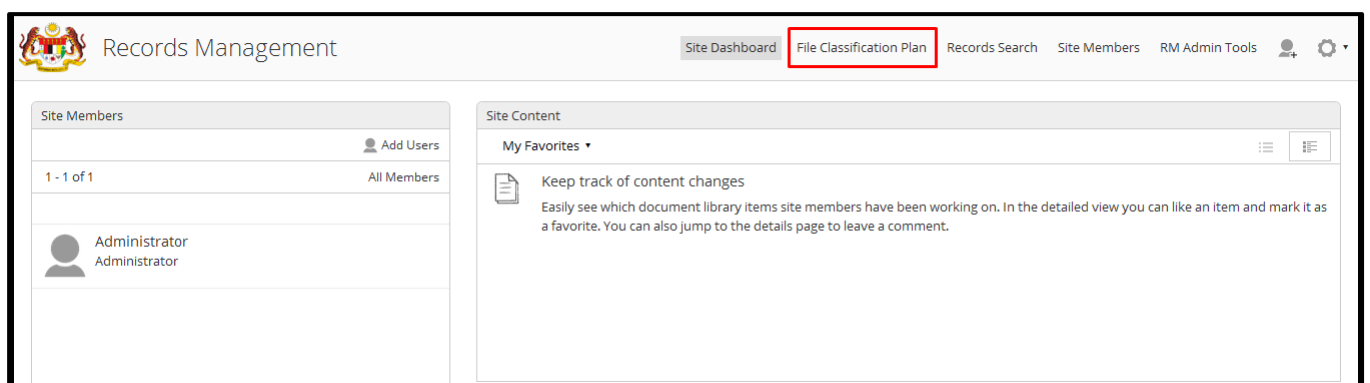 Records Management
Site Dashboard File Classification Plan Records Search Site Members RM Admin Tools
Site Members
Add Users
1 - 1 of 1 All Members
Administrator
Administrator
Site Content
My Favorites
Keep track of content changes
Easily see which document library items site members have been working on. In the detailed view you can like an item and mark it as
a favorite. You can also jump to the details page to leave a comment.